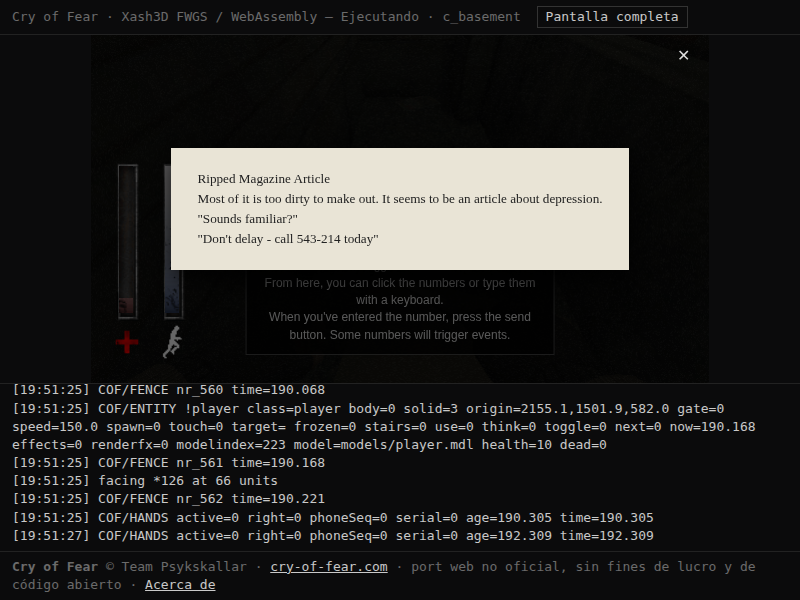 Cry of Fear · Xash3D FWGS / WebAssembly — Ejecutando · c_basement
Pantalla completa
✕
Ripped Magazine Article
Most of it is too dirty to make out. It seems to be an article about depression.
"Sounds familiar?"
"Don't delay - call 543-214 today"
From here, you can click the numbers or type them
with a keyboard.
When you've entered the number, press the send
button. Some numbers will trigger events.
[19:51:25] COF/FENCE nr_560 time=190.068
[19:51:25] COF/ENTITY !player class=player body=0 solid=3 origin=2155.1,1501.9,582.0 gate=0
speed=150.0 spawn=0 touch=0 target= frozen=0 stairs=0 use=0 think=0 toggle=0 next=0 now=190.168
effects=0 renderfx=0 modelindex=223 model=models/player.mdl health=10 dead=0
[19:51:25] COF/FENCE nr_561 time=190.168
[19:51:25] facing *126 at 66 units
[19:51:25] COF/FENCE nr_562 time=190.221
[19:51:25] COF/HANDS active=0 right=0 phoneSeq=0 serial=0 age=190.305 time=190.305
[19:51:27] COF/HANDS active=0 right=0 phoneSeq=0 serial=0 age=192.309 time=192.309
Cry of Fear © Team Psykskallar · cry-of-fear.com · port web no oficial, sin fines de lucro y de
código abierto · Acerca de